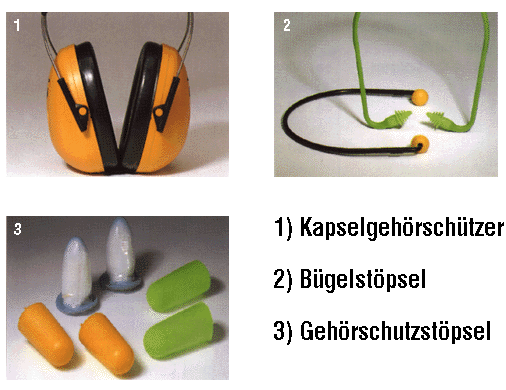 1
2
3
1) Kapselgehörschützer
2) Bügelstöpsel
3) Gehörschutzstöpsel